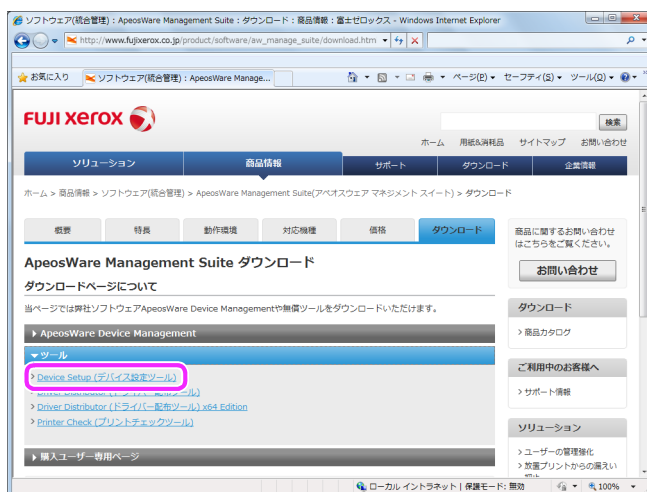 ソフトウェア(統合管理) : ApeosWare Management Suite : ダウンロード : 商品情報 : 富士ゼロックス - Windows Internet Explorer
http://www.fujixerox.co.jp/product/software/aw_manage_suite/download.htm
お気に入り
ソフトウェア(統合管理) : ApeosWare Manage...
ページ(P)
セーフティ(S)
ツール(O)
FUJI xerox
検索
ホーム 用紙&消耗品 サイトマップ お問い合わせ
ソリューション 商品情報 サポート ダウンロード 企業情報
ホーム > 商品情報 > ソフトウェア(統合管理) > ApeosWare Management Suite(アペオスウェア マネジメント スイート) > ダウンロード
概要 特長 動作環境 対応機種 価格 ダウンロード
商品に関するお問い合わせ
はこちらをご覧ください。
お問い合わせ
ApeosWare Management Suite ダウンロード
ダウンロードページについて
当ページでは弊社ソフトウェアApeosWare Device Managementや無償ツールをダウンロードいただけます。
ApeosWare Device Management
ツール
Device Setup (デバイス設定ツール)
Driver Distributor (ドライバー配布ツール) x64 Edition
Printer Check (プリントチェックツール)
購入ユーザー専用ページ
ダウンロード
商品カタログ
ご利用中のお客様へ
サポート情報
ソリューション
ユーザーの管理強化
放置プリントからの漏えい
ローカル イントラネット | 保護モード: 無効
100%